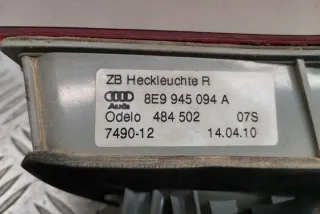 ZB Heckleuchte R
Audi 8E9 945 094 A
Odelo 484 502 07S
7490-12 14.04.10